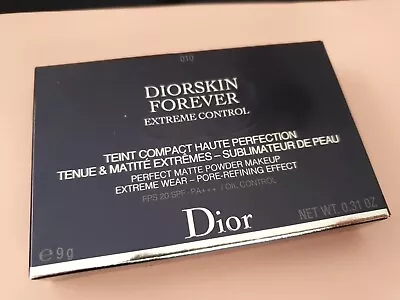 010
DIORSKIN
FOREVER
EXTREME CONTROL
TEINT COMPACT HAUTE PERFECTION
TENUE & MATITÉ EXTRÊMES – SUBLIMATEUR DE PEAU
PERFECT MATTE POWDER MAKEUP
EXTREME WEAR – PORE-REFINING EFFECT
FPS 20 SPF -PA+++ / OIL CONTROL
Dior
℮ 9 g
NET WT. 0.31 OZ